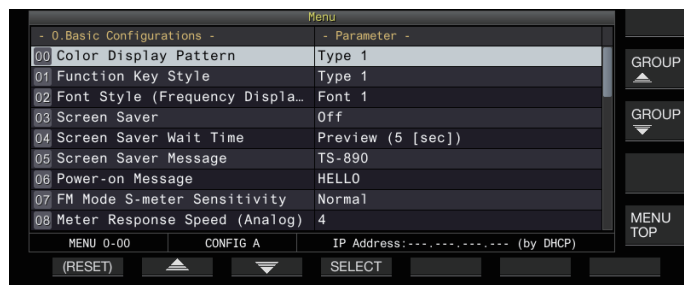 Menu
- 0.Basic Configurations - - Parameter -
00 Color Display Pattern Type 1
01 Function Key Style Type 1
02 Font Style (Frequency Displa… Font 1
03 Screen Saver Off
04 Screen Saver Wait Time Preview (5 [sec])
05 Screen Saver Message TS-890
06 Power-on Message HELLO
07 FM Mode S-meter Sensitivity Normal
08 Meter Response Speed (Analog) 4
MENU 0-00 CONFIG A IP Address:---.---.---.--- (by DHCP)
(RESET) SELECT
GROUP
GROUP
MENU
TOP